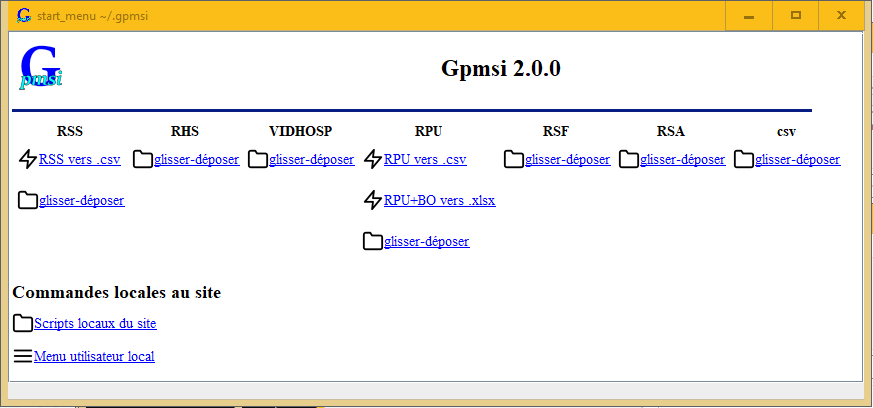 start_menu ~/.gpmsi
G
pmsi
Gpmsi 2.0.0
RSS RHS VIDHOSP RPU RSF RSA csv
RSS vers .csv glisser-déposer glisser-déposer RPU vers .csv glisser-déposer glisser-déposer glisser-déposer
glisser-déposer RPU+BO vers .xlsx
glisser-déposer
Commandes locales au site
Scripts locaux du site
Menu utilisateur local